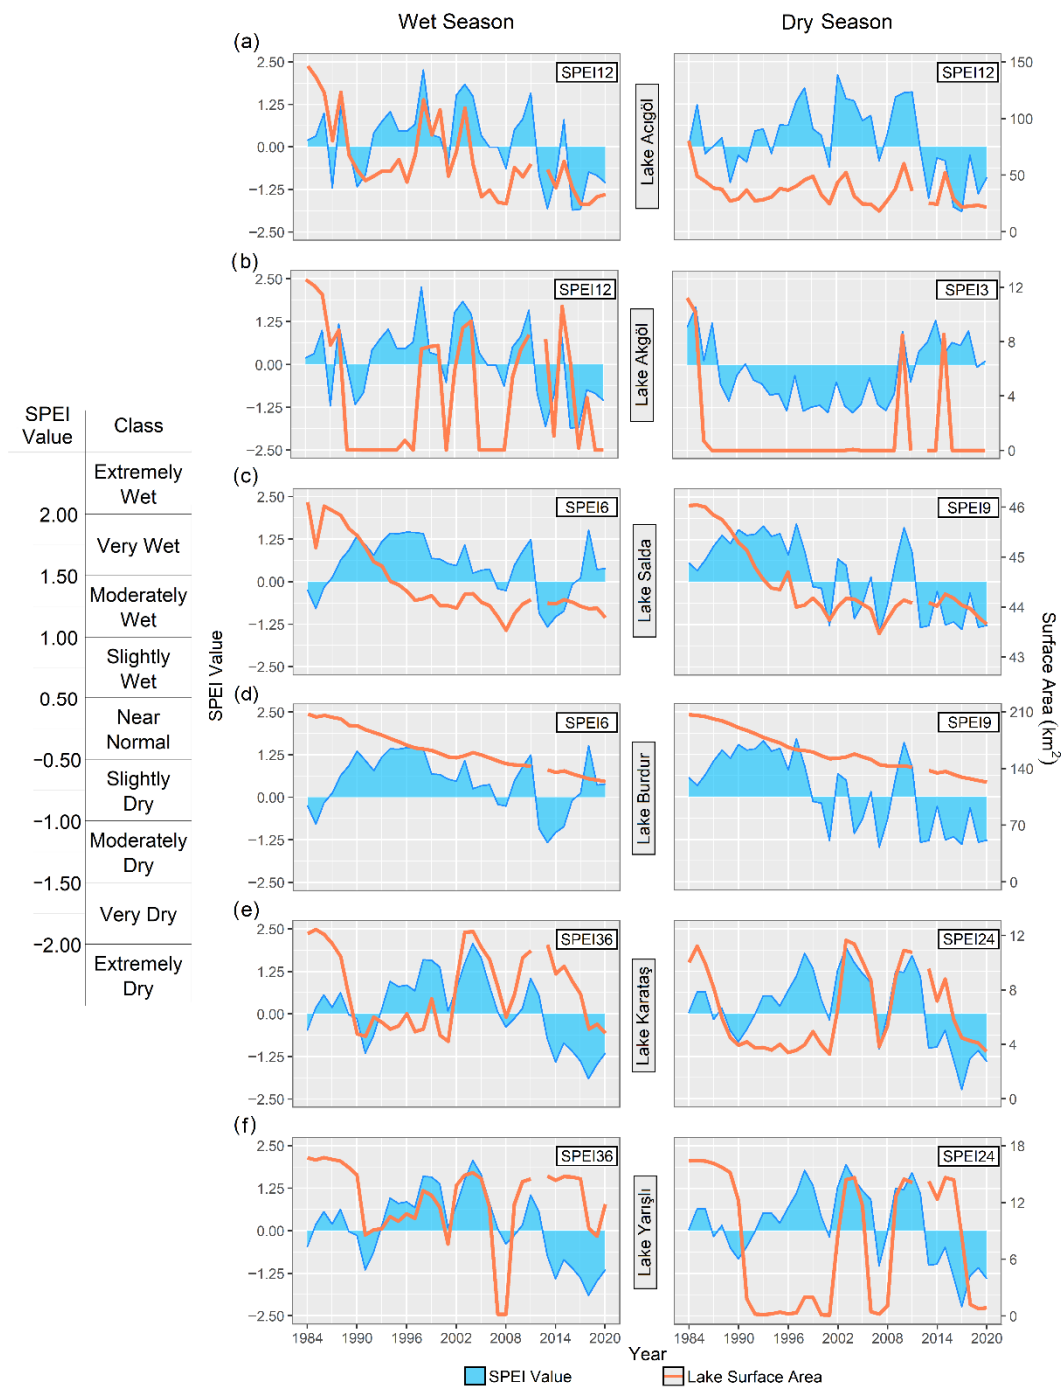 Wet Season
Dry Season
(a)
2.50
1.25
0.00
−1.25
−2.50
SPEI12
Lake Acıgöl
SPEI12
150
100
50
0
(b)
2.50
1.25
0.00
−1.25
−2.50
SPEI12
Lake Akgöl
SPEI3
12
8
4
0
SPEI Value
Class
Extremely Wet
2.00
Very Wet
1.50
Moderately Wet
1.00
Slightly Wet
0.50
Near Normal
−0.50
Slightly Dry
−1.00
Moderately Dry
−1.50
Very Dry
−2.00
Extremely Dry
SPEI Value
(c)
2.50
1.25
0.00
−1.25
−2.50
SPEI6
Lake Salda
SPEI9
46
45
44
43
Surface Area (km²)
(d)
2.50
1.25
0.00
−1.25
−2.50
SPEI6
Lake Burdur
SPEI9
210
140
70
0
(e)
2.50
1.25
0.00
−1.25
−2.50
SPEI36
Lake Karataş
SPEI24
12
8
4
0
(f)
2.50
1.25
0.00
−1.25
−2.50
SPEI36
Lake Yarışlı
SPEI24
18
12
6
0
1984 1990 1996 2002 2008 2014 2020
1984 1990 1996 2002 2008 2014 2020
Year
SPEI Value
Lake Surface Area